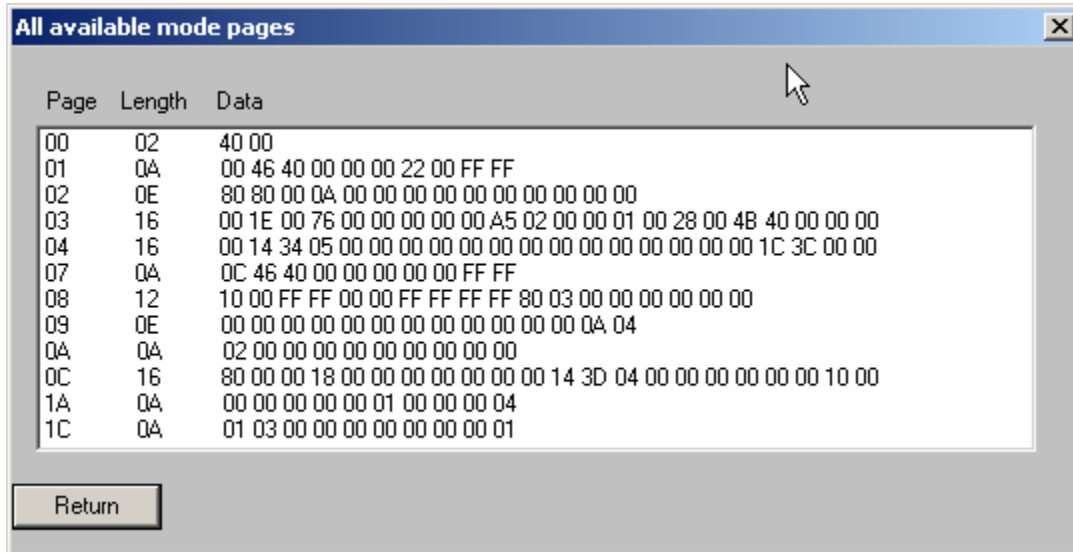 All available mode pages
Page Length Data
00 02 40 00
01 0A 00 46 40 00 00 00 22 00 FF FF
02 0E 80 80 00 0A 00 00 00 00 00 00 00 00 00 00
03 16 00 1E 00 76 00 00 00 00 00 A5 02 00 00 01 00 28 00 4B 40 00 00 00
04 16 00 14 34 05 00 00 00 00 00 00 00 00 00 00 00 00 00 00 1C 3C 00 00
07 0A 0C 46 40 00 00 00 00 00 FF FF
08 12 10 00 FF FF 00 00 FF FF FF FF 80 03 00 00 00 00 00 00
09 0E 00 00 00 00 00 00 00 00 00 00 00 00 0A 04
0A 0A 02 00 00 00 00 00 00 00 00 00
0C 16 80 00 00 18 00 00 00 00 00 00 00 14 3D 04 00 00 00 00 00 00 10 00
1A 0A 00 00 00 00 00 01 00 00 00 04
1C 0A 01 03 00 00 00 00 00 00 00 01
Return